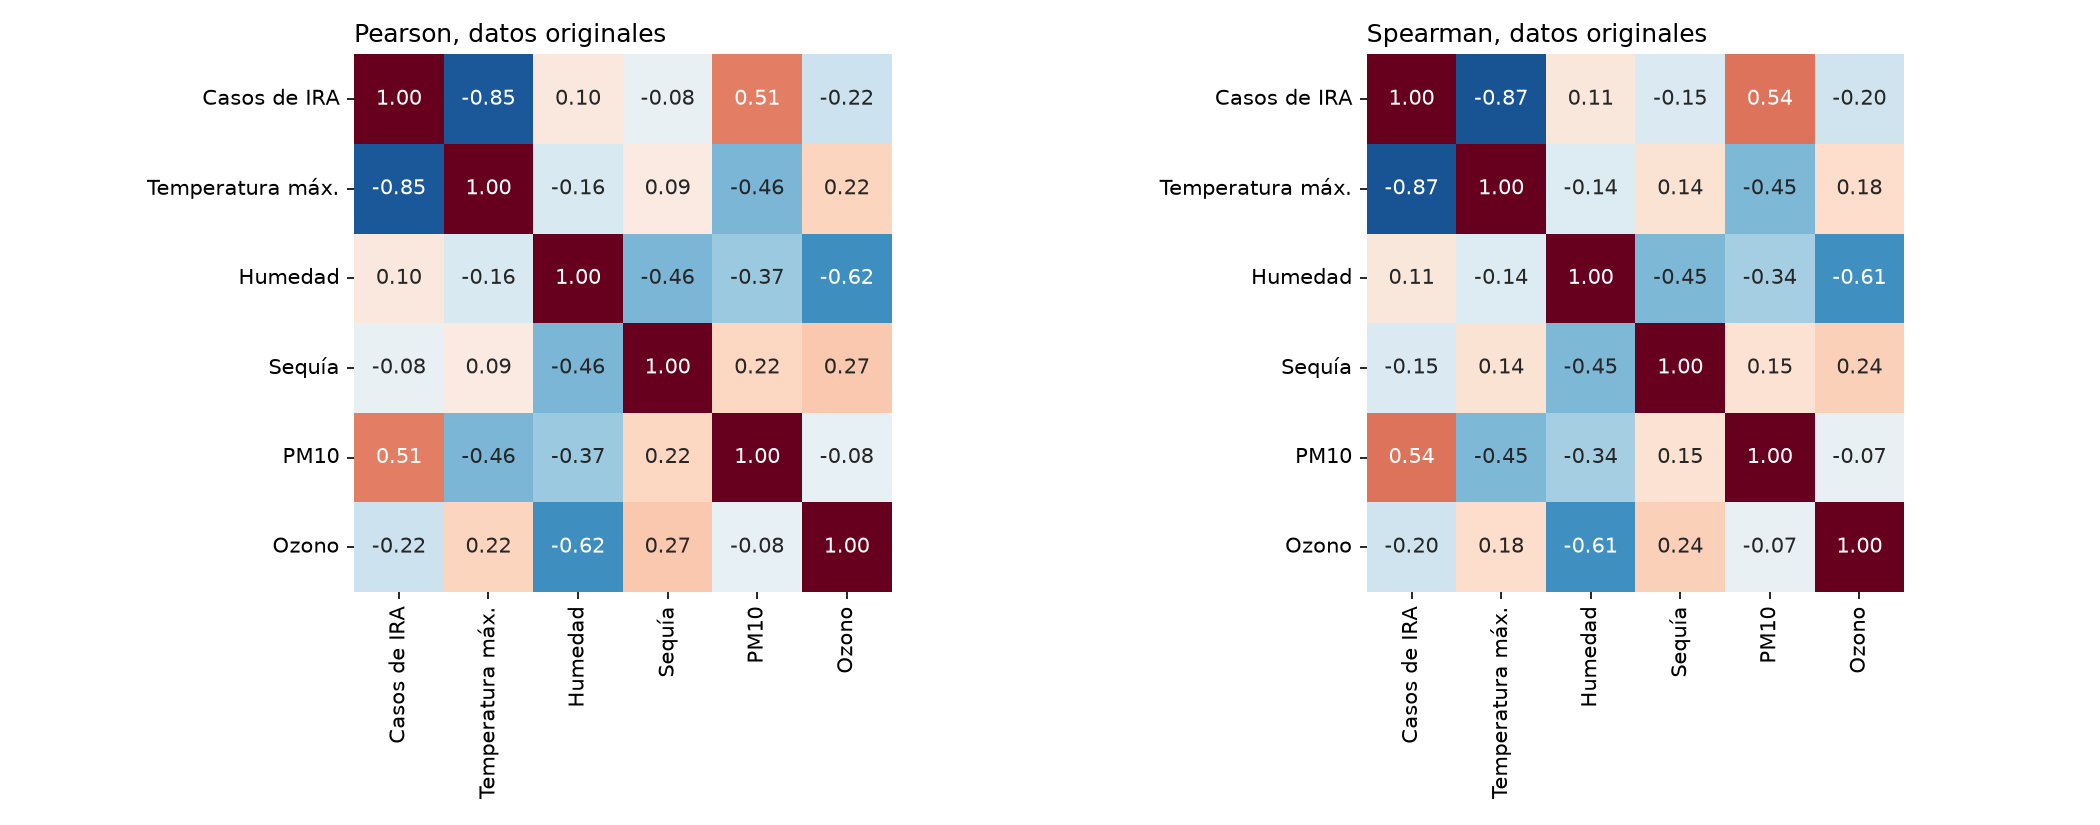 Pearson, datos originales
Casos de IRA 1.00 -0.85 0.10 -0.08 0.51 -0.22
Temperatura máx. -0.85 1.00 -0.16 0.09 -0.46 0.22
Humedad 0.10 -0.16 1.00 -0.46 -0.37 -0.62
Sequía -0.08 0.09 -0.46 1.00 0.22 0.27
PM10 0.51 -0.46 -0.37 0.22 1.00 -0.08
Ozono -0.22 0.22 -0.62 0.27 -0.08 1.00
Casos de IRA
Temperatura máx.
Humedad
Sequía
PM10
Ozono
Spearman, datos originales
Casos de IRA 1.00 -0.87 0.11 -0.15 0.54 -0.20
Temperatura máx. -0.87 1.00 -0.14 0.14 -0.45 0.18
Humedad 0.11 -0.14 1.00 -0.45 -0.34 -0.61
Sequía -0.15 0.14 -0.45 1.00 0.15 0.24
PM10 0.54 -0.45 -0.34 0.15 1.00 -0.07
Ozono -0.20 0.18 -0.61 0.24 -0.07 1.00
Casos de IRA
Temperatura máx.
Humedad
Sequía
PM10
Ozono